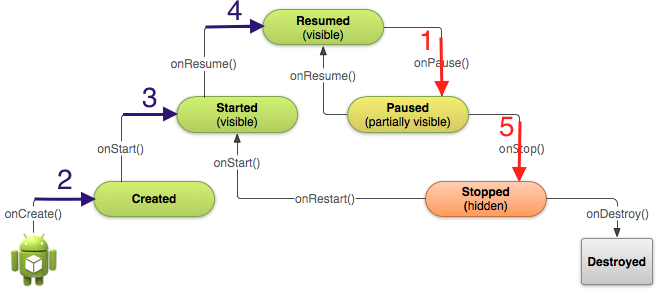 4
Resumed
(visible)
1
onResume()
onPause()
onResume()
3
Started
(visible)
Paused
(partially visible)
5
onStart()
onStart()
onStop()
2
Created
onRestart()
Stopped
(hidden)
onCreate()
onDestroy()
Destroyed